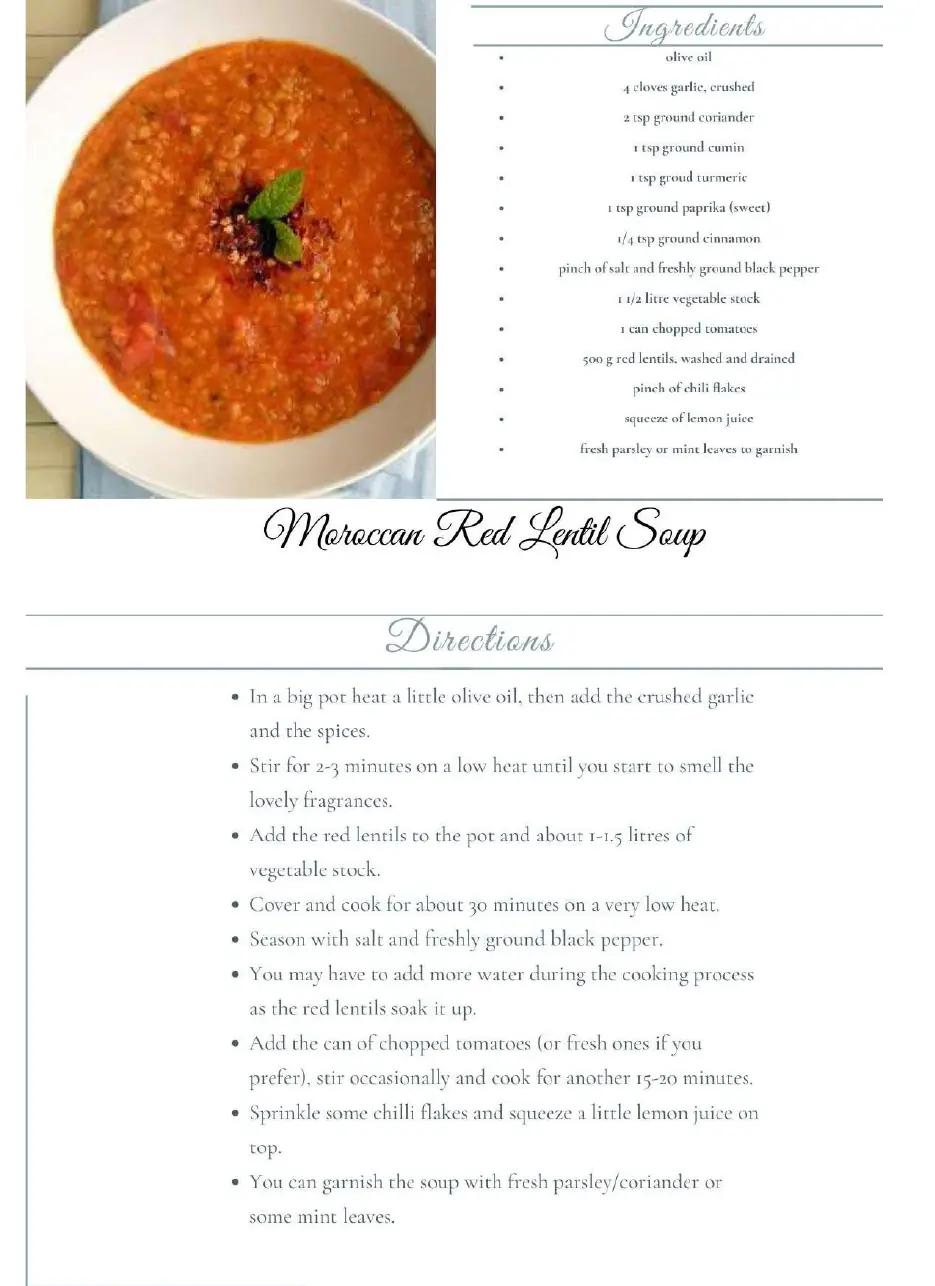 Ingredients
• olive oil
• 4 cloves garlic, crushed
• 2 tsp ground coriander
• 1 tsp ground cumin
• 1 tsp groud turmeric
• 1 tsp ground paprika (sweet)
• 1/4 tsp ground cinnamon
• pinch of salt and freshly ground black pepper
• 1 1/2 litre vegetable stock
• 1 can chopped tomatoes
• 500 g red lentils, washed and drained
• pinch of chili flakes
• squeeze of lemon juice
• fresh parsley or mint leaves to garnish
Moroccan Red Lentil Soup
Directions
• In a big pot heat a little olive oil, then add the crushed garlic
and the spices.
• Stir for 2-3 minutes on a low heat until you start to smell the
lovely fragrances.
• Add the red lentils to the pot and about 1-1.5 litres of
vegetable stock.
• Cover and cook for about 30 minutes on a very low heat.
• Season with salt and freshly ground black pepper.
• You may have to add more water during the cooking process
as the red lentils soak it up.
• Add the can of chopped tomatoes (or fresh ones if you
prefer), stir occasionally and cook for another 15-20 minutes.
• Sprinkle some chilli flakes and squeeze a little lemon juice on
top.
• You can garnish the soup with fresh parsley/coriander or
some mint leaves.